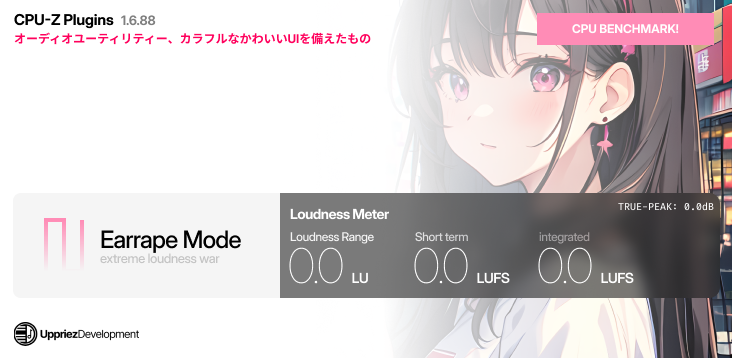 CPU-Z Plugins 1.6.88
オーディオユーティリティー、カラフルなかわいいUIを備えたもの
CPU BENCHMARK!
Earrape Mode
extreme loudness war
Loudness Meter
TRUE-PEAK: 0.0dB
Loudness Range
0.0 LU
Short term
0.0 LUFS
integrated
0.0 LUFS
UppriezDevelopment